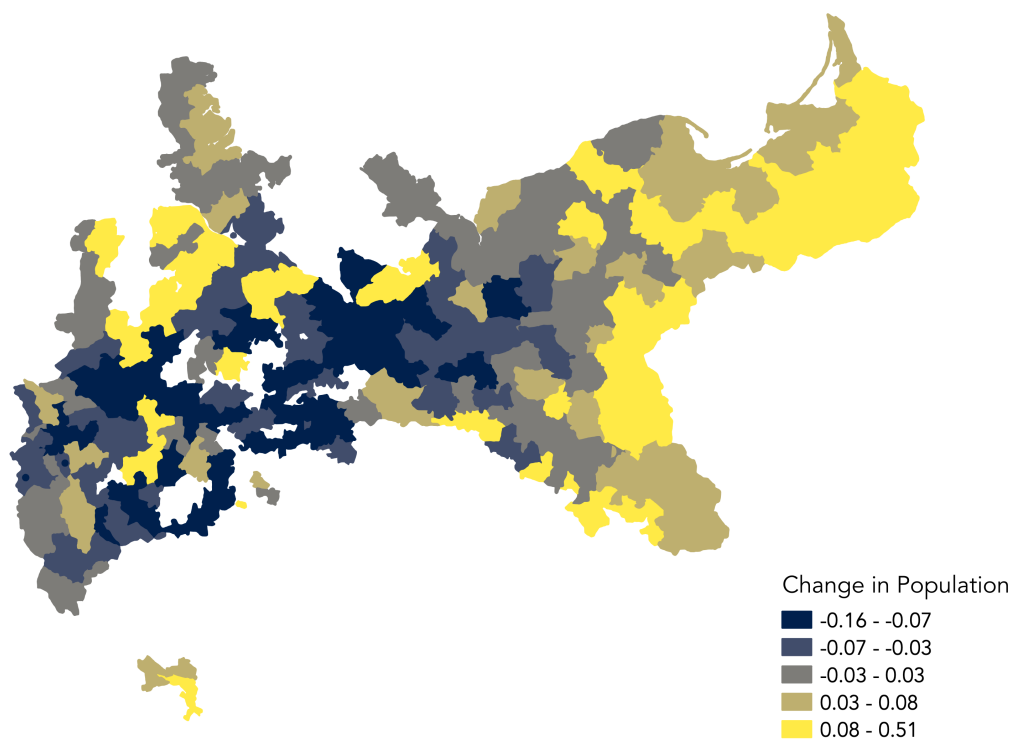 Change in Population
-0.16 - -0.07
-0.07 - -0.03
-0.03 - 0.03
0.03 - 0.08
0.08 - 0.51